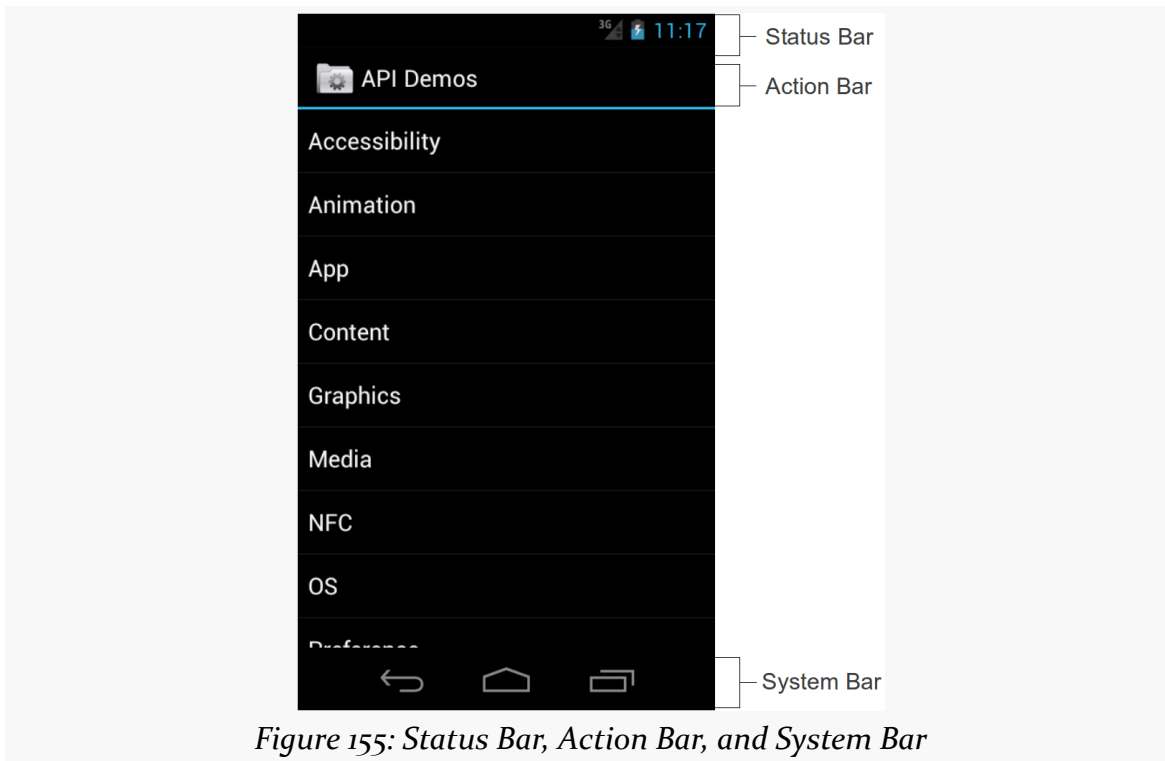 3G 11:17
Status Bar
API Demos
Action Bar
Accessibility
Animation
App
Content
Graphics
Media
NFC
OS
Preference
System Bar
Figure 155: Status Bar, Action Bar, and System Bar